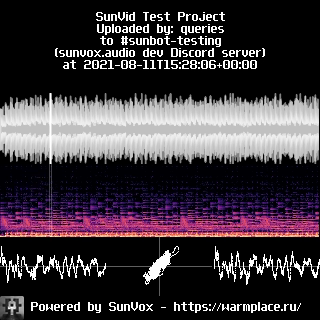 SunVid Test Project
Uploaded by: queries
to #sunbot-testing
(sunvox.audio dev Discord server)
at 2021-08-11T15:28:06+00:00
Powered by SunVox - https://warmplace.ru/